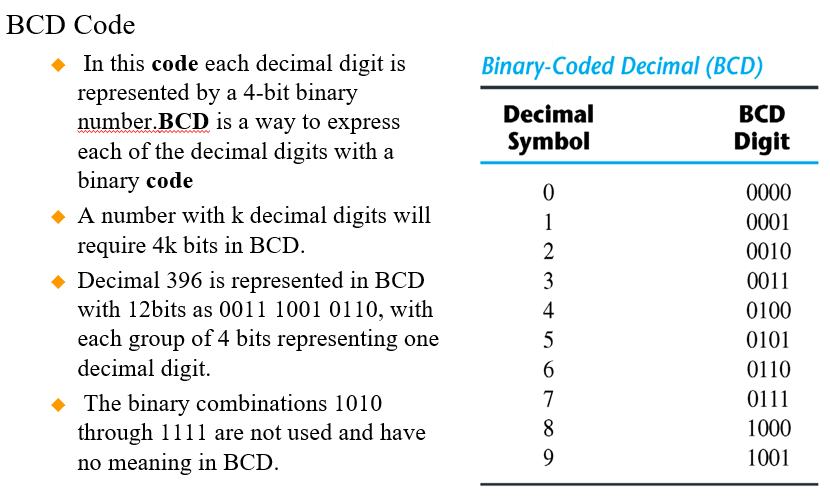 BCD Code
In this code each decimal digit is
represented by a 4-bit binary
number.BCD is a way to express
each of the decimal digits with a
binary code
A number with k decimal digits will
require 4k bits in BCD.
Decimal 396 is represented in BCD
with 12bits as 0011 1001 0110, with
each group of 4 bits representing one
decimal digit.
The binary combinations 1010
through 1111 are not used and have
no meaning in BCD.
Binary-Coded Decimal (BCD)
Decimal BCD
Symbol Digit
0 0000
1 0001
2 0010
3 0011
4 0100
5 0101
6 0110
7 0111
8 1000
9 1001